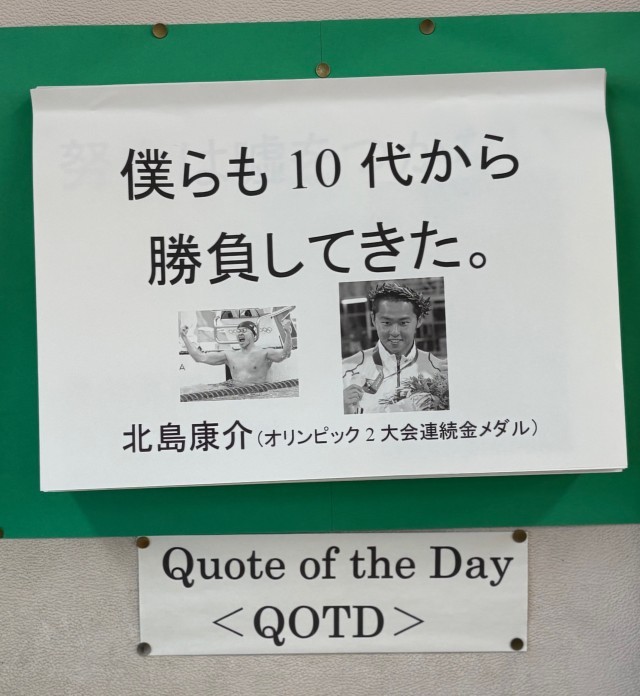 僕らも 10 代から
勝負してきた。
北島康介(オリンピック 2 大会連続金メダル)
Quote of the Day
＜QOTD＞